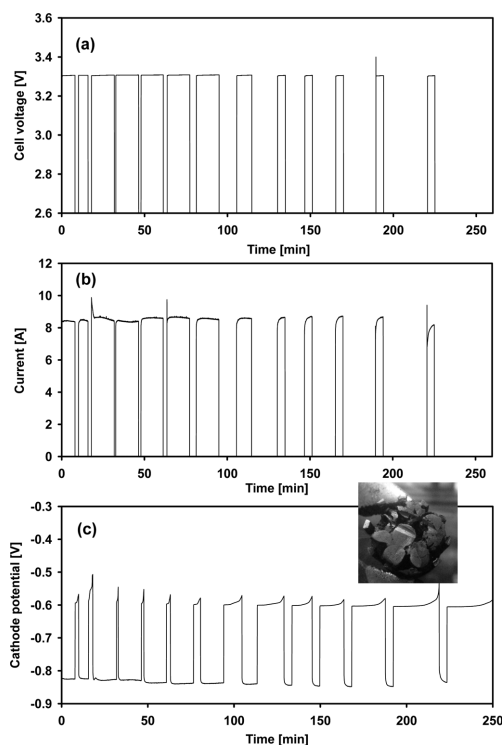 (a)
Cell voltage [V]
3.6
3.4
3.2
3.0
2.8
2.6
0 50 100 150 200 250
Time [min]
(b)
Current [A]
12
10
8
6
4
2
0
0 50 100 150 200 250
Time [min]
(c)
Cathode potential [V]
-0.3
-0.4
-0.5
-0.6
-0.7
-0.8
-0.9
0 50 100 150 200 250
Time [min]